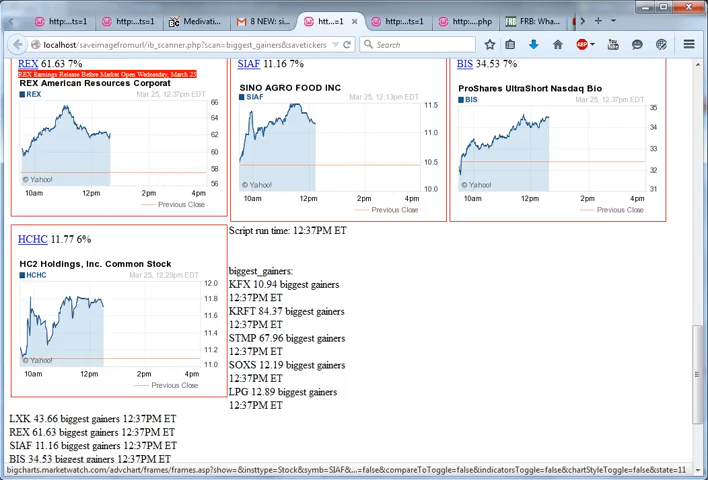 http:...ts=1
http:...ts=1
Medivati...
8 NEW: si...
htt...=1
http:...ts=1
http:....php
FRB: Wha...
localhost/saveimagefromurl/ib_scanner.php?scan=biggest_gainers&savetickers
Search
ABP
REX 61.63 7%
REX Earnings Release Before Market Open Wednesday, March 25
REX American Resources Corporat
REX
Mar 25, 12:37pm EDT
66
64
62
60
58
56
© Yahoo!
10am 12pm 2pm 4pm
Previous Close
SIAF 11.16 7%
SINO AGRO FOOD INC
SIAF
Mar 25, 12:13pm EDT
11.5
11.0
10.5
10.0
© Yahoo!
10am 12pm 2pm 4pm
Previous Close
BIS 34.53 7%
ProShares UltraShort Nasdaq Bio
BIS
Mar 25, 12:37pm EDT
35
34
33
32
31
© Yahoo!
10am 12pm 2pm 4pm
Previous Close
HCHC 11.77 6%
HC2 Holdings, Inc. Common Stock
HCHC
Mar 25, 12:29pm EDT
12.0
11.8
11.6
11.4
11.2
11.0
© Yahoo!
10am 12pm 2pm 4pm
Previous Close
Script run time: 12:37PM ET
biggest_gainers:
KFX 10.94 biggest gainers
12:37PM ET
KRFT 84.37 biggest gainers
12:37PM ET
STMP 67.96 biggest gainers
12:37PM ET
SOXS 12.19 biggest gainers
12:37PM ET
LPG 12.89 biggest gainers
12:37PM ET
LXK 43.66 biggest gainers 12:37PM ET
REX 61.63 biggest gainers 12:37PM ET
SIAF 11.16 biggest gainers 12:37PM ET
BIS 34.53 biggest gainers 12:37PM ET
bigcharts.marketwatch.com/advchart/frames/frames.asp?show=&insttype=Stock&symb=SIAF&...=false&compareToToggle=false&indicatorsToggle=false&chartStyleToggle=false&state=11